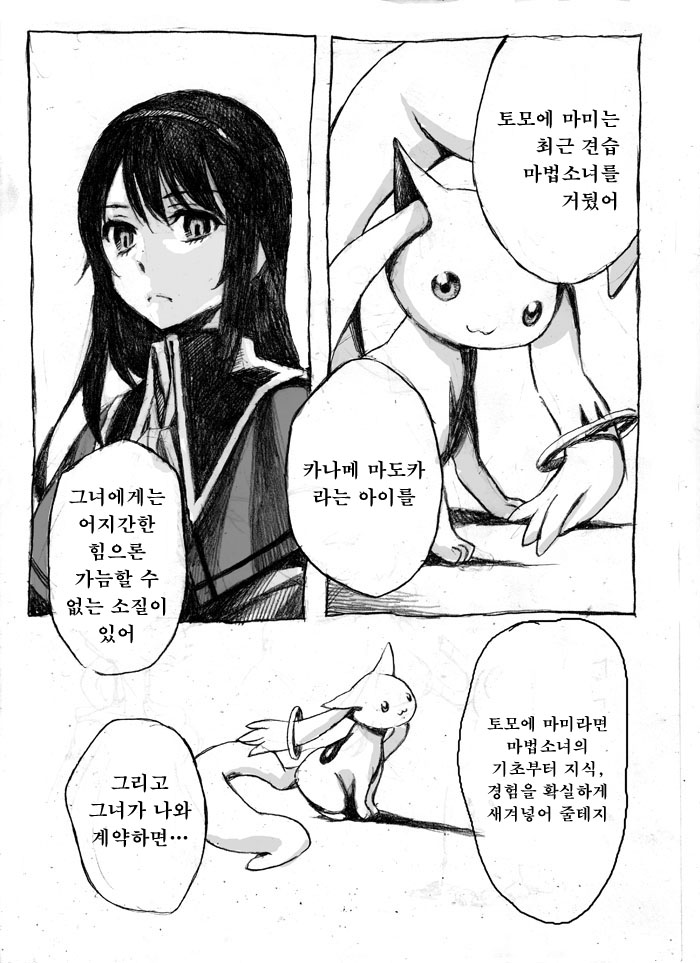 토모에 마미는
최근 견습
마법소녀를
거뒀어
카나메 마도카
라는 아이를
그녀에게는
어지간한
힘으론
가늠할 수
없는 소질이
있어
토모에 마미라면
마법소녀의
기초부터 지식,
경험을 확실하게
새겨넣어 줄테지
그리고
그녀가 나와
계약하면…